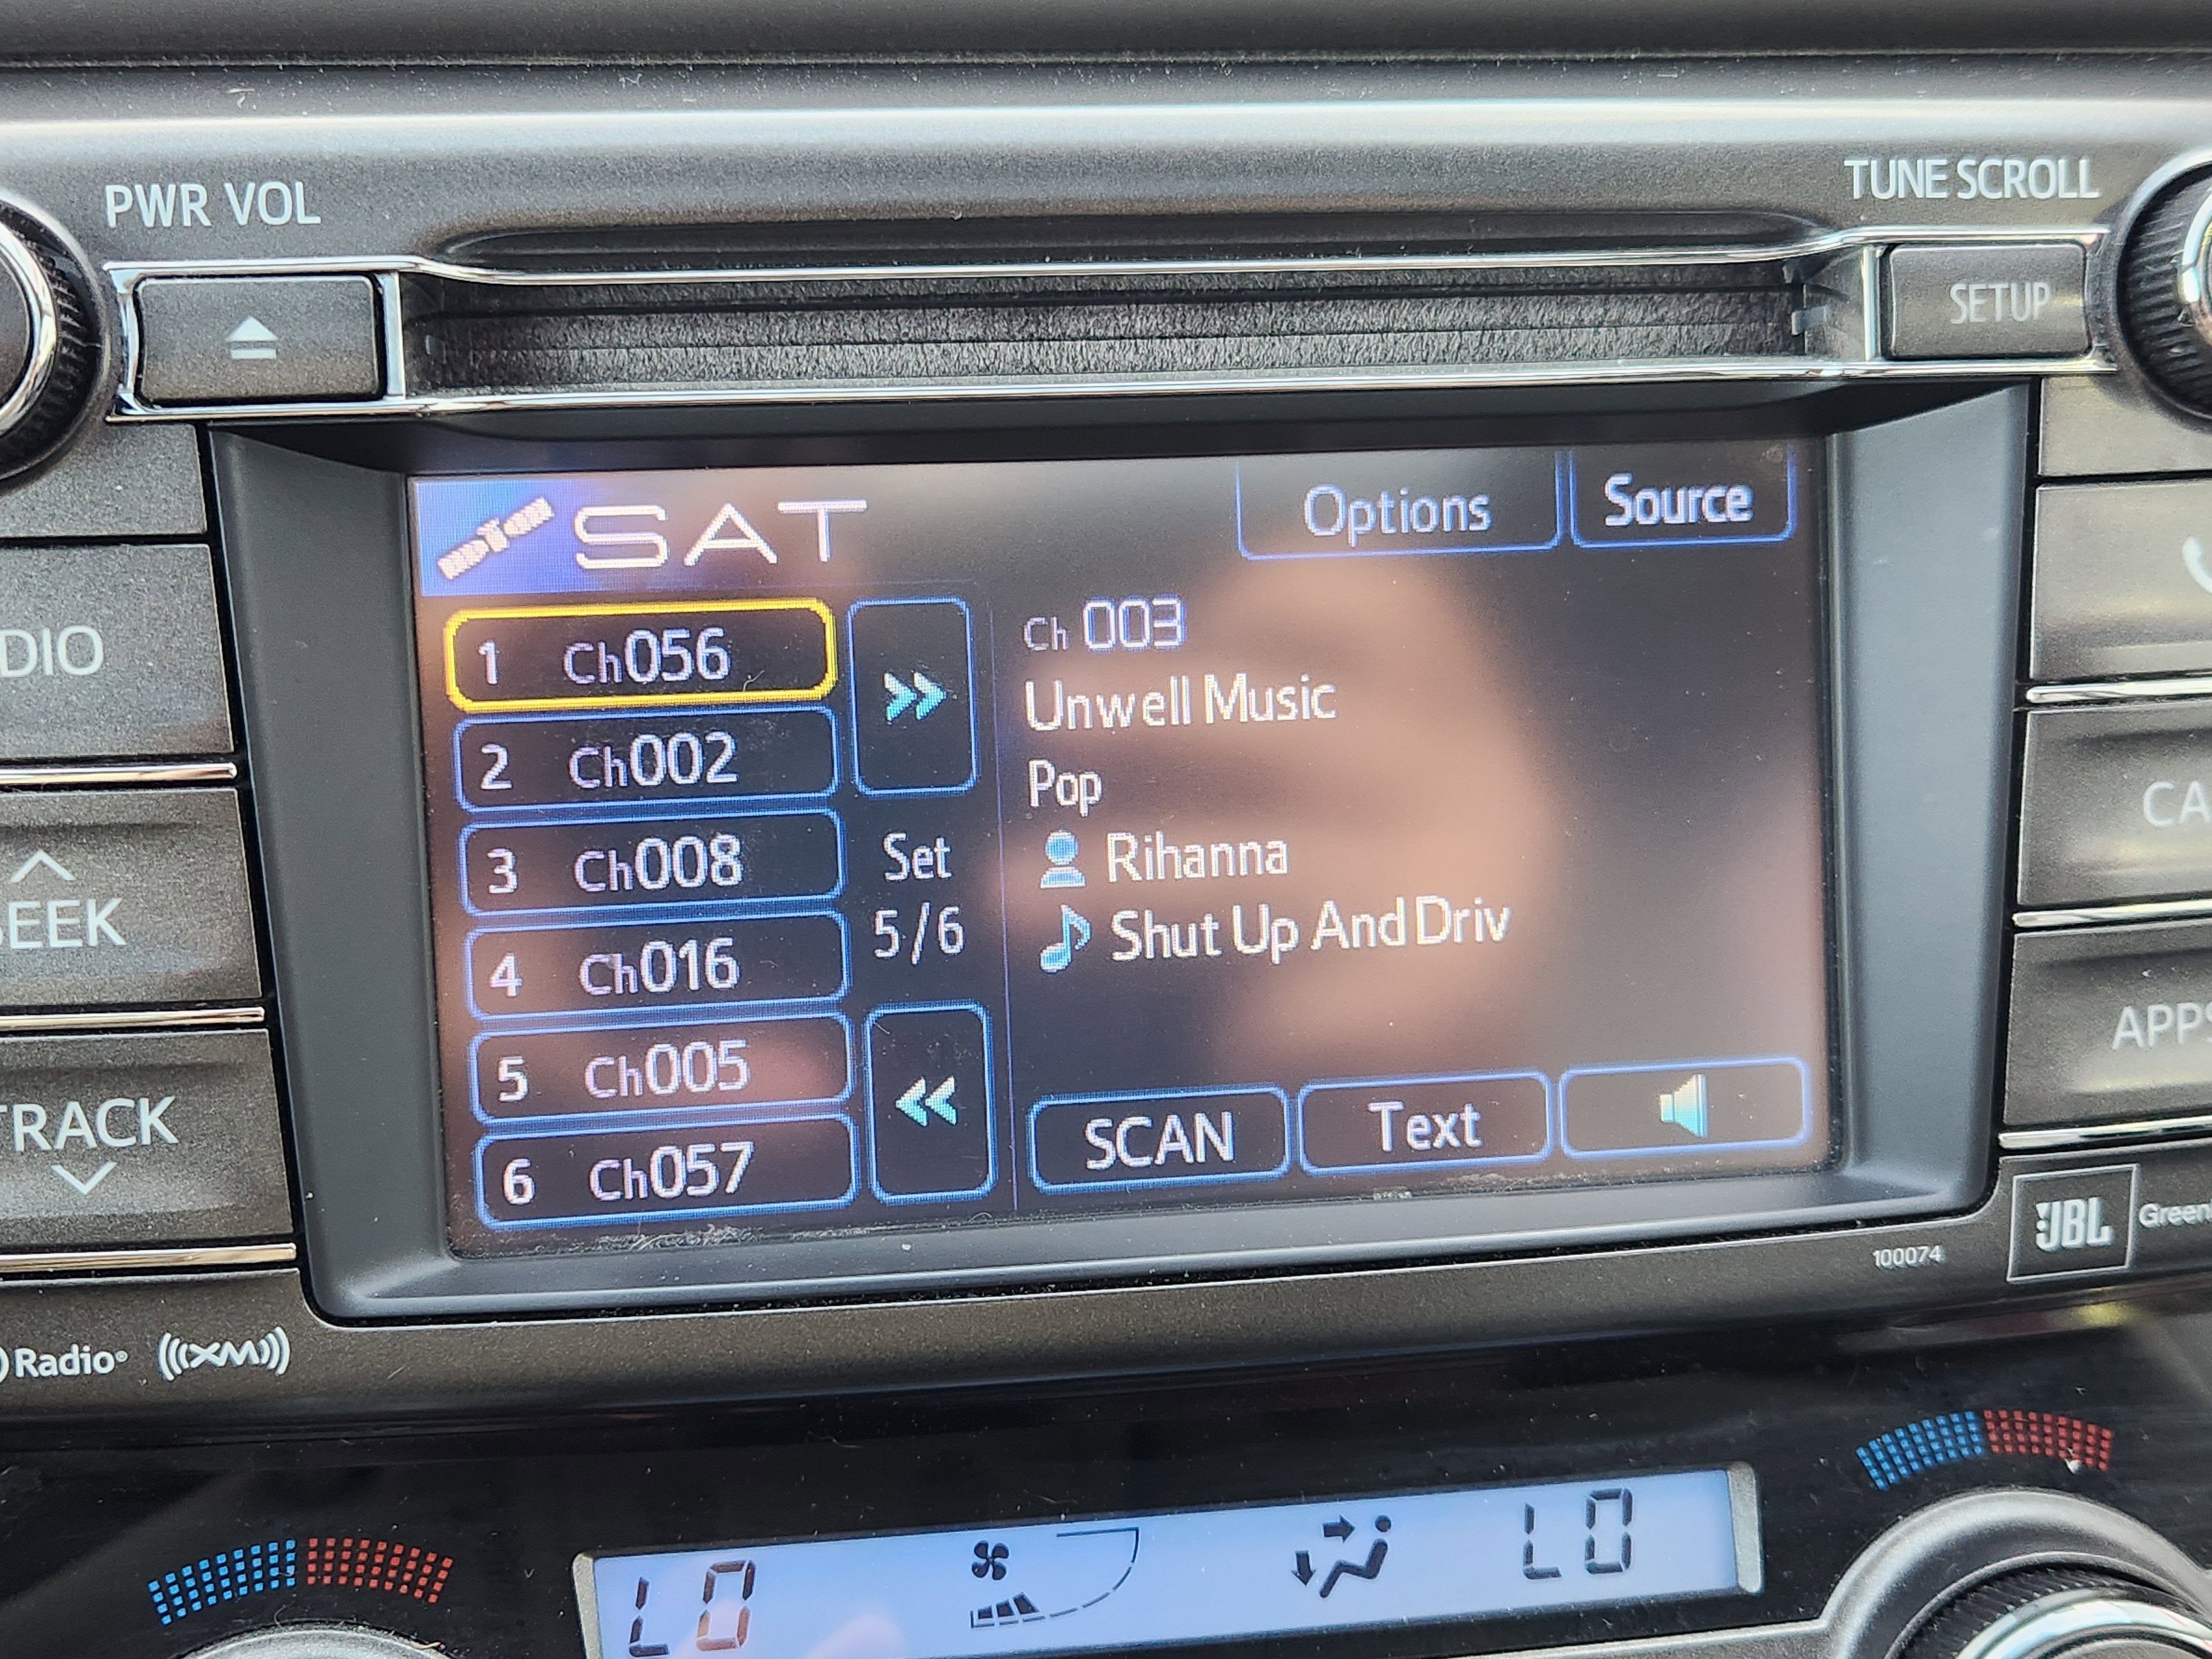 PWR VOL
TUNE SCROLL
SETUP
SAT
Options
Source
1 Ch056
2 Ch002
3 Ch008
4 Ch016
5 Ch005
6 Ch057
Set
5/6
Ch 003
Unwell Music
Pop
Rihanna
Shut Up And Driv
SCAN
Text
DIO
SEEK
TRACK
CA
APPS
JBL Green
100074
Radio® XM
LO
LO